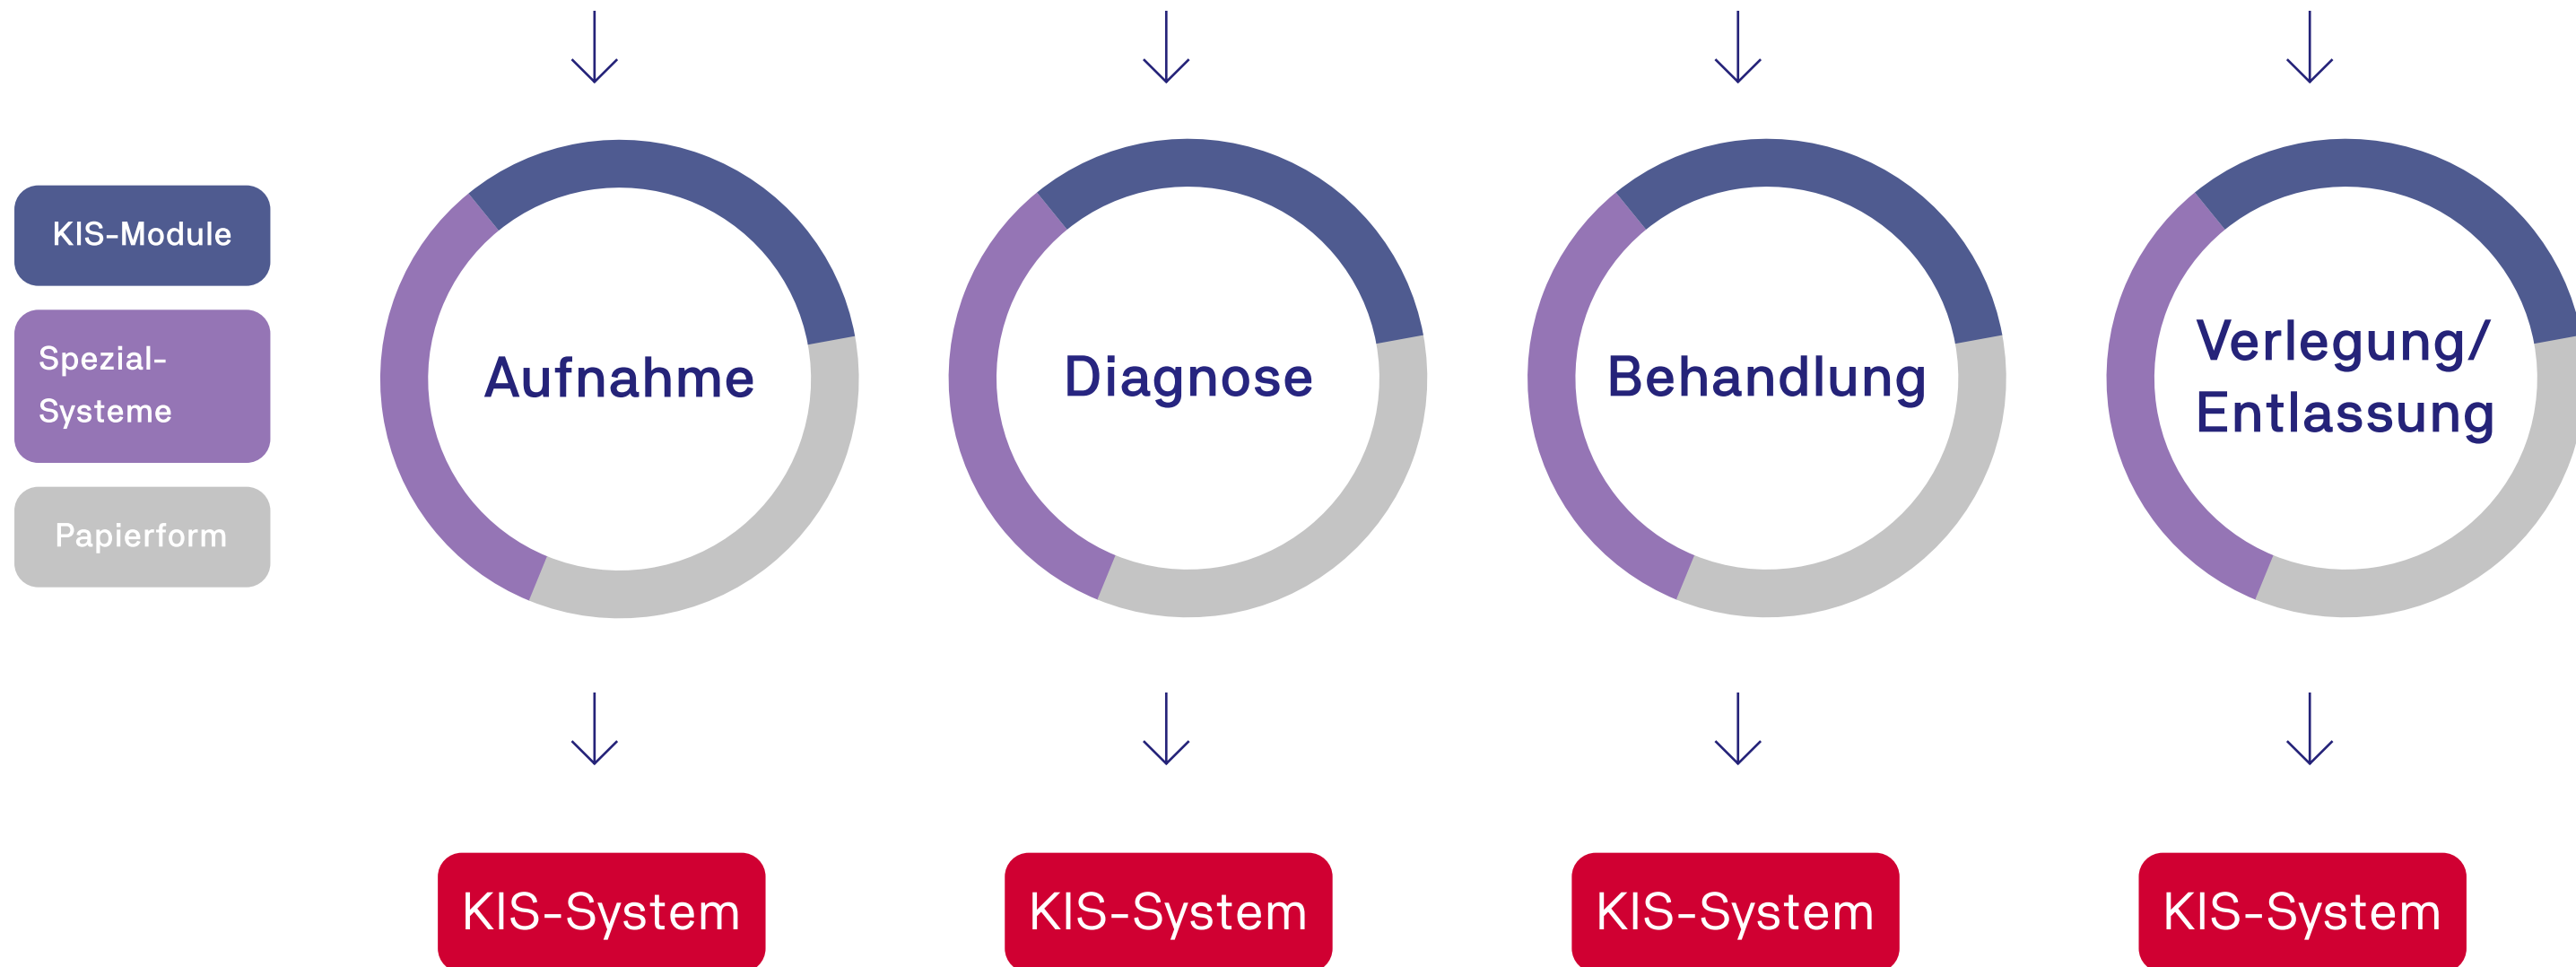 KIS-Module
Spezial-
Systeme
Papierform
Aufnahme
Diagnose
Behandlung
Verlegung/
Entlassung
KIS-System
KIS-System
KIS-System
KIS-System